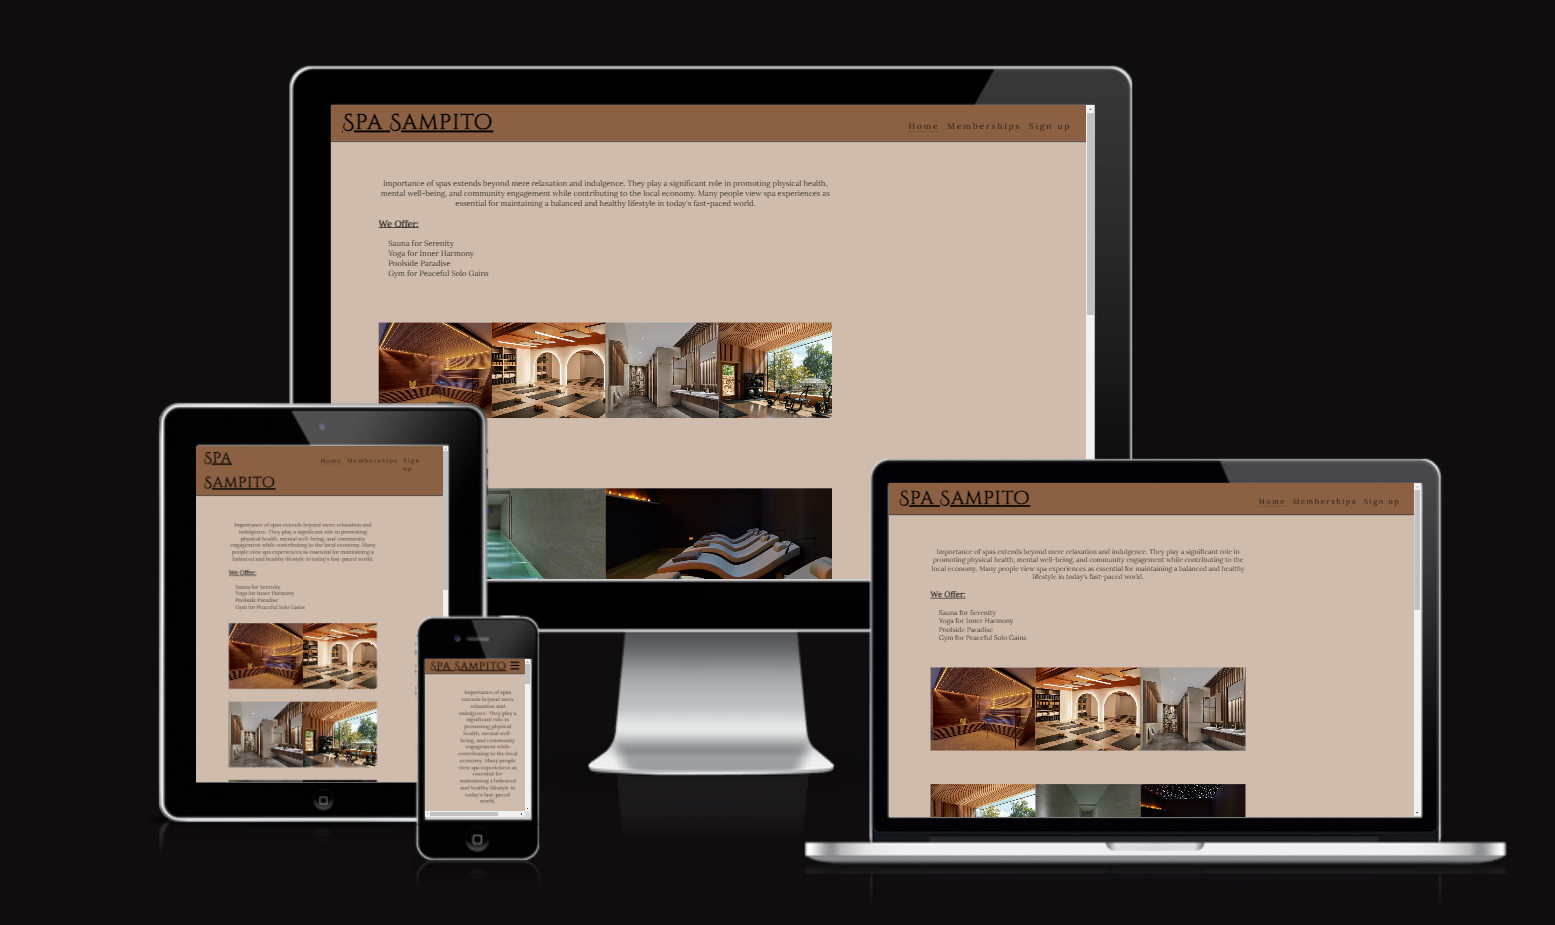 SPA SAMPITO
Home Memberships Sign up
Importance of spas extends beyond mere relaxation and indulgence. They play a significant role in promoting physical health,
mental well-being, and community engagement while contributing to the local economy. Many people view spa experiences as
essential for maintaining a balanced and healthy lifestyle in today's fast-paced world.
We Offer:
Sauna for Serenity
Yoga for Inner Harmony
Poolside Paradise
Gym for Peaceful Solo Gains
SPA
SAMPITO
Home Memberships Sign
up
Importance of spas extends beyond mere relaxation and
indulgence. They play a significant role in promoting
physical health, mental well-being, and community
engagement while contributing to the local economy. Many
people view spa experiences as essential for maintaining a
balanced and healthy lifestyle in today's fast-paced world.
We Offer:
Sauna for Serenity
Yoga for Inner Harmony
Poolside Paradise
Gym for Peaceful Solo Gains
SPA SAMPITO
Importance of spas
extends beyond mere
relaxation and
indulgence. They play a
significant role in
promoting physical
health, mental well-
being, and community
engagement while
contributing to the local
economy. Many people
view spa experiences as
essential for
maintaining a balanced
and healthy lifestyle in
today's fast-paced
world.
SPA SAMPITO
Home Memberships Sign up
Importance of spas extends beyond mere relaxation and indulgence. They play a significant role in
promoting physical health, mental well-being, and community engagement while contributing to the
local economy. Many people view spa experiences as essential for maintaining a balanced and healthy
lifestyle in today's fast-paced world.
We Offer:
Sauna for Serenity
Yoga for Inner Harmony
Poolside Paradise
Gym for Peaceful Solo Gains